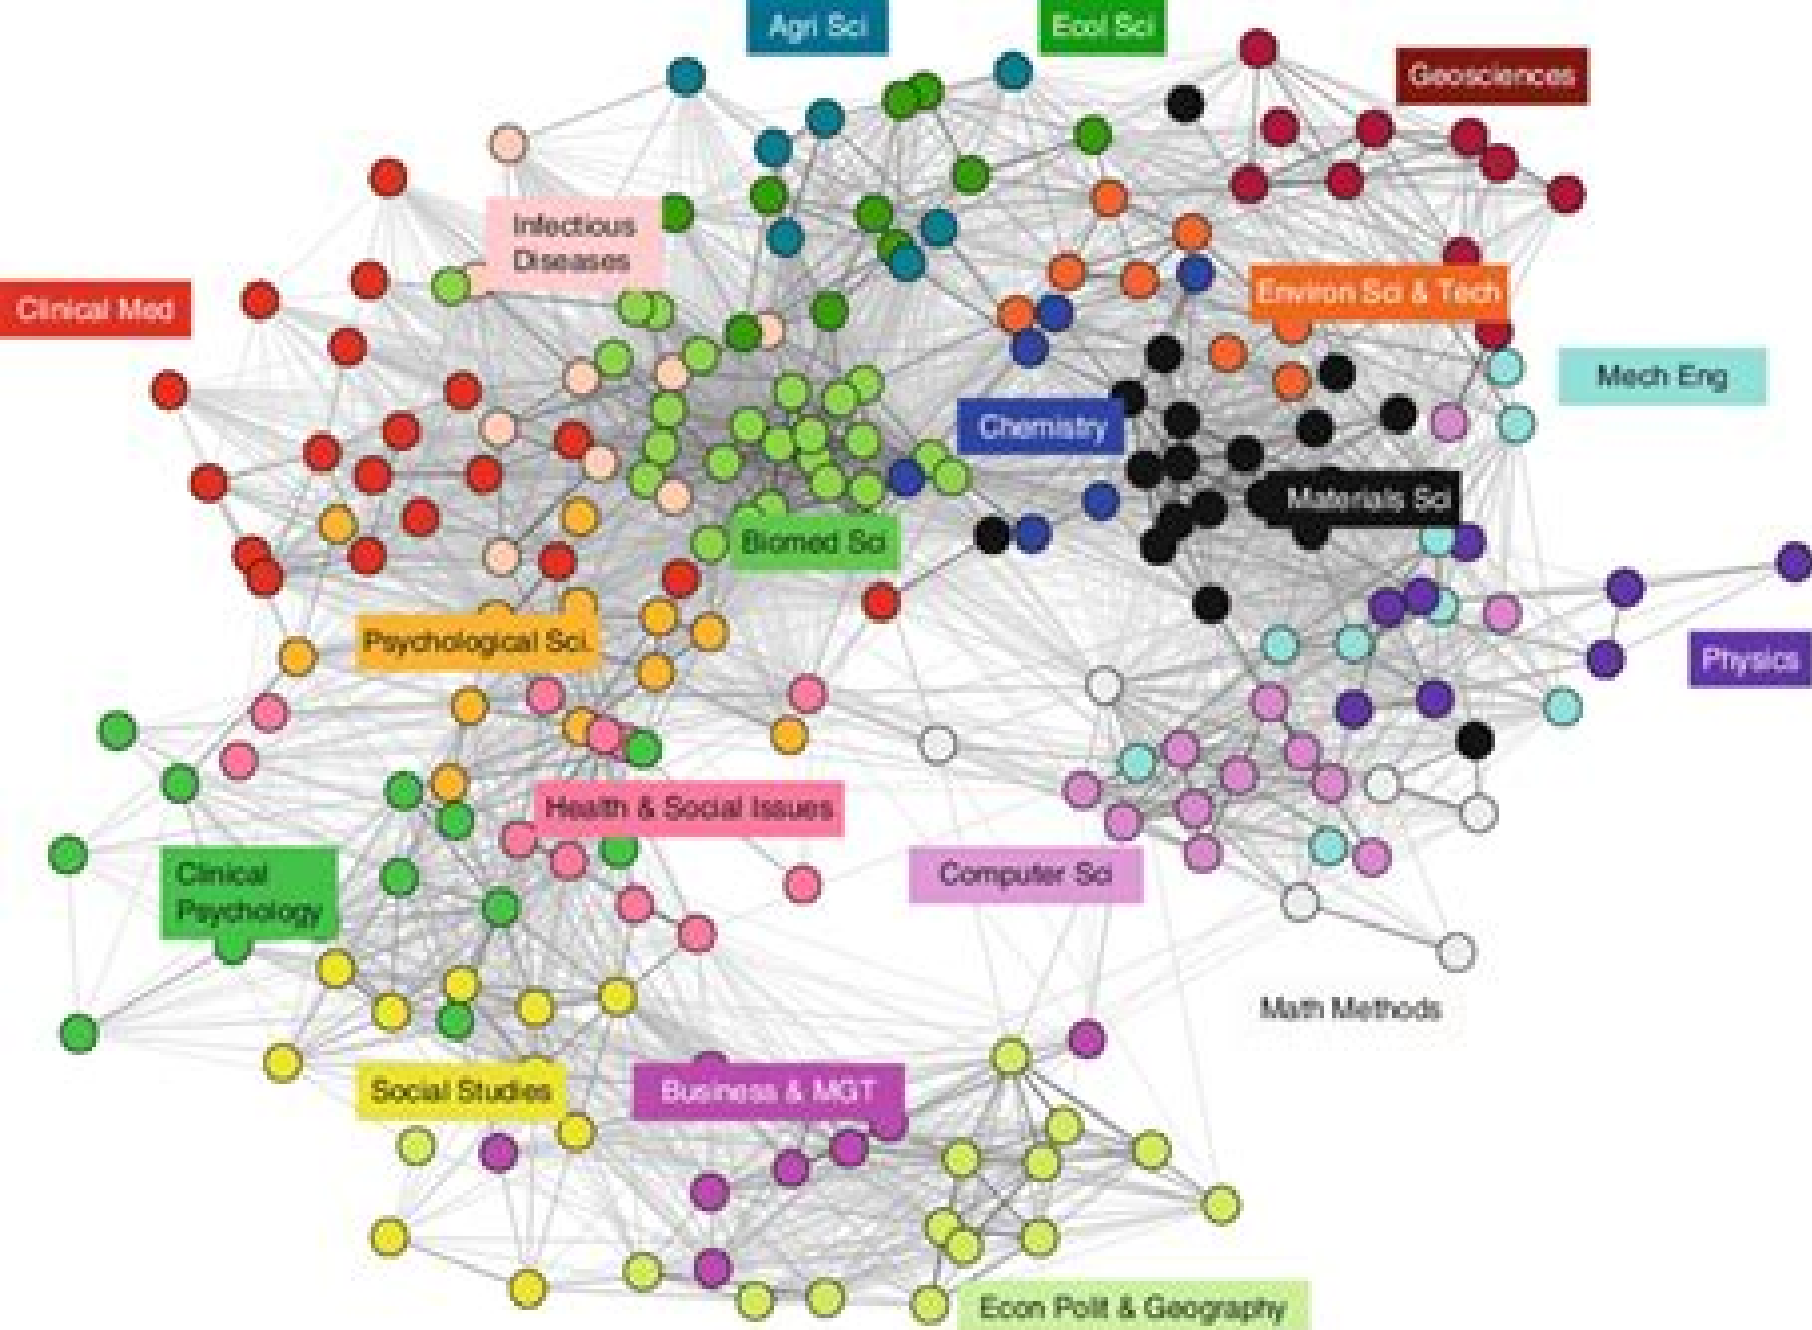 Agri Sci
Ecol Sci
Geosciences
Infectious
Diseases
Clinical Med
Environ Sci & Tech
Mech Eng
Chemistry
Materials Sci
Biomed Sci
Psychological Sci.
Physics
Health & Social Issues
Clinical
Psychology
Computer Sci
Math Methods
Social Studies
Business & MGT
Econ Polit & Geography